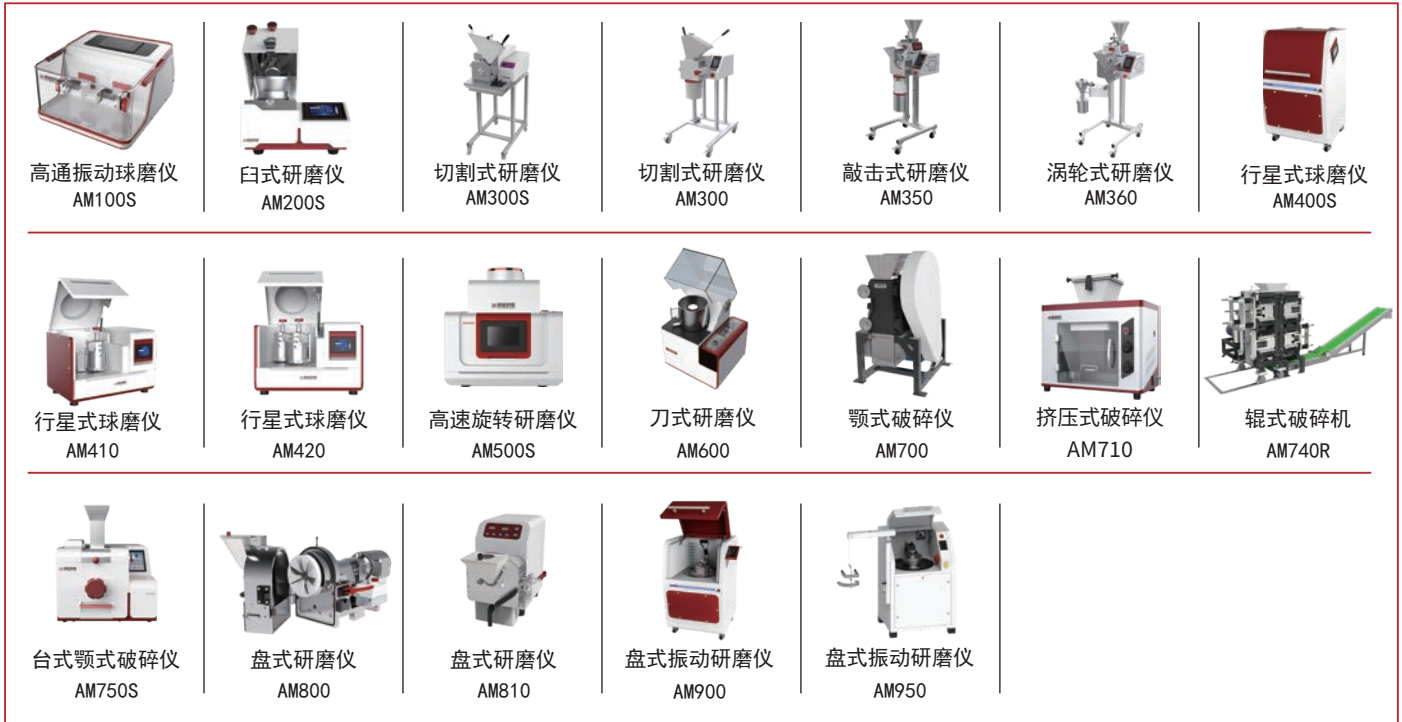 高通振动球磨仪
AM100S
臼式研磨仪
AM200S
切割式研磨仪
AM300S
切割式研磨仪
AM300
敲击式研磨仪
AM350
涡轮式研磨仪
AM360
行星式球磨仪
AM400S
行星式球磨仪
AM410
行星式球磨仪
AM420
高速旋转研磨仪
AM500S
刀式研磨仪
AM600
颚式破碎仪
AM700
挤压式破碎仪
AM710
辊式破碎机
AM740R
台式颚式破碎仪
AM750S
盘式研磨仪
AM800
盘式研磨仪
AM810
盘式振动研磨仪
AM900
盘式振动研磨仪
AM950